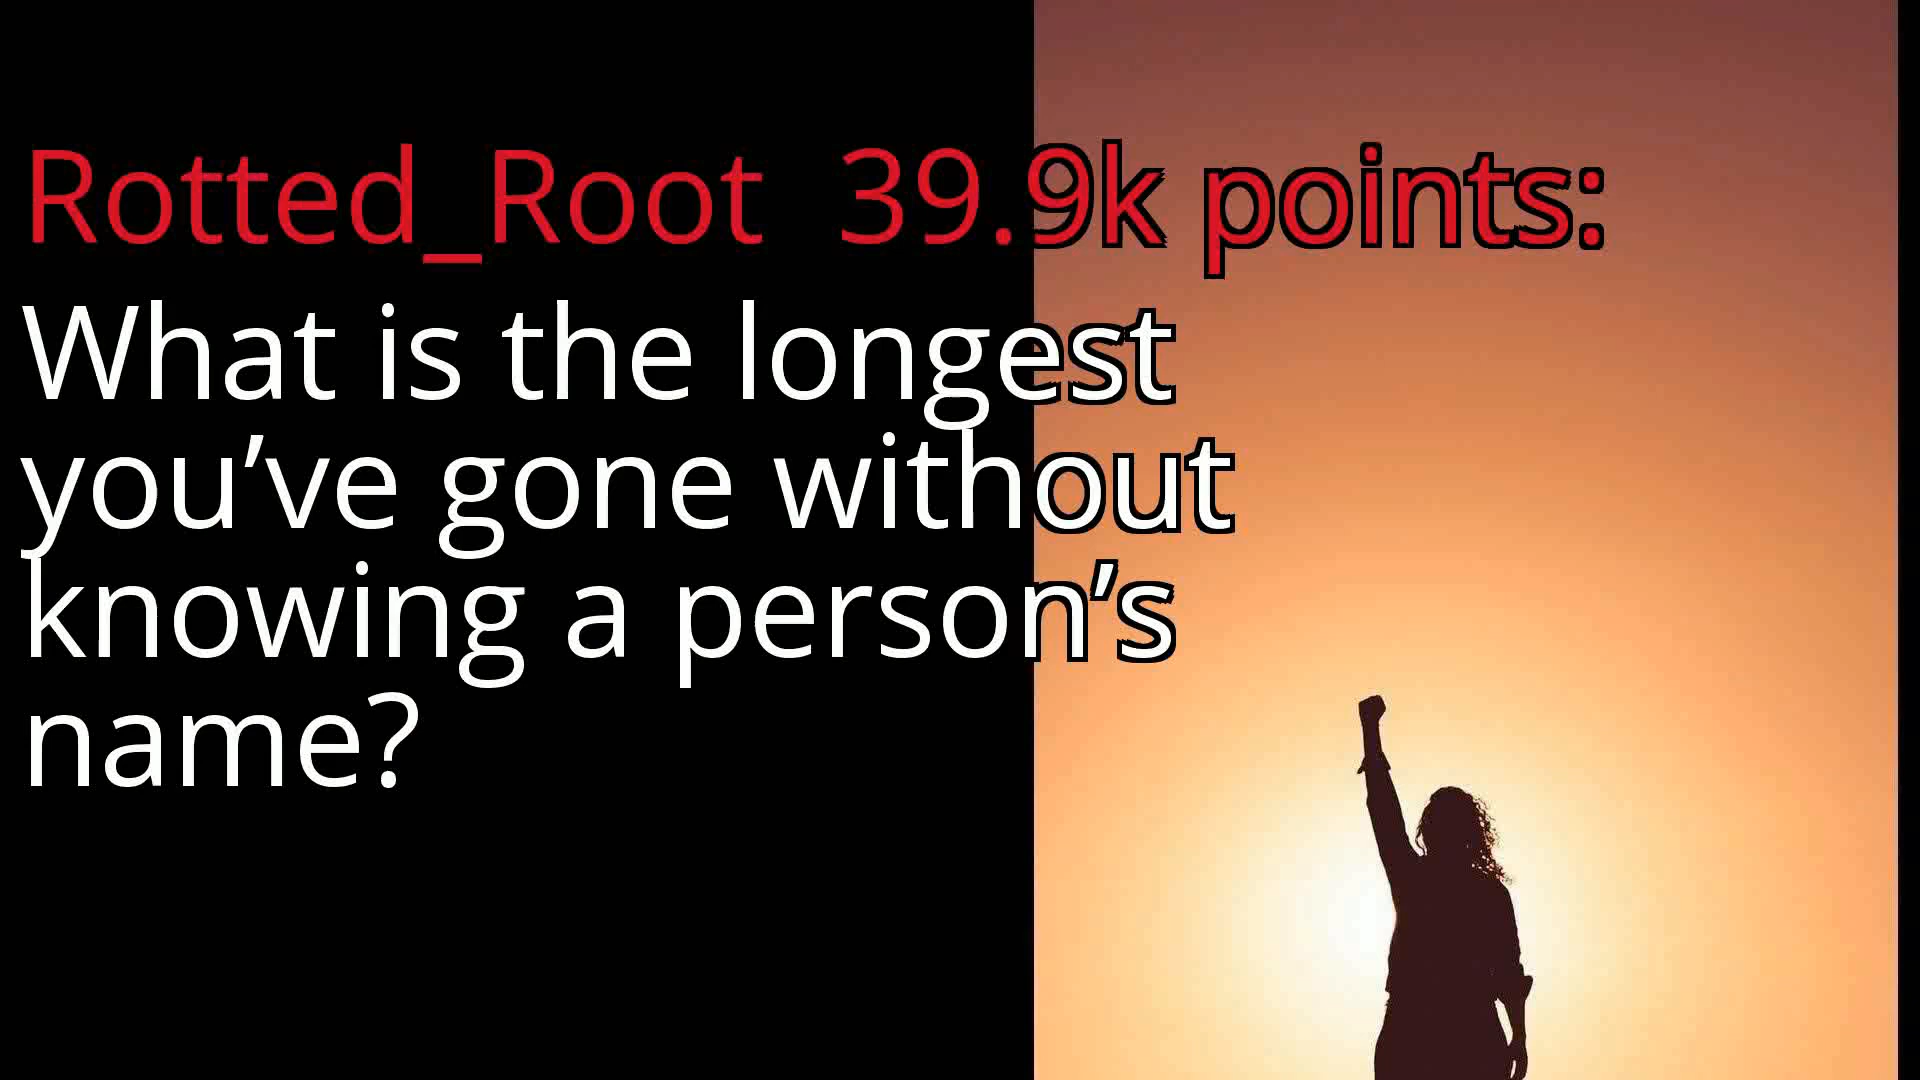 Rotted_Root  39.9k points:
What is the longest
you’ve gone without
knowing a person’s
name?